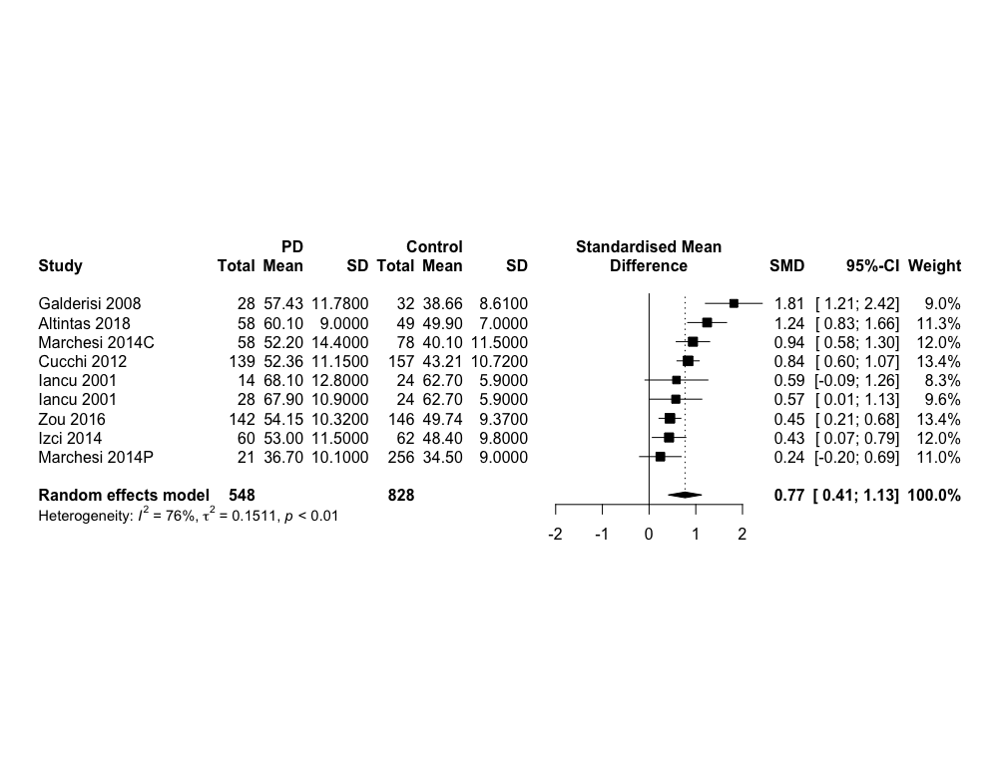 PD Control Standardised Mean
Study Total Mean SD Total Mean SD Difference SMD 95%-CI Weight
Galderisi 2008 28 57.43 11.7800 32 38.66 8.6100 1.81 [ 1.21; 2.42] 9.0%
Altintas 2018 58 60.10 9.0000 49 49.90 7.0000 1.24 [ 0.83; 1.66] 11.3%
Marchesi 2014C 58 52.20 14.4000 78 40.10 11.5000 0.94 [ 0.58; 1.30] 12.0%
Cucchi 2012 139 52.36 11.1500 157 43.21 10.7200 0.84 [ 0.60; 1.07] 13.4%
Iancu 2001 14 68.10 12.8000 24 62.70 5.9000 0.59 [-0.09; 1.26] 8.3%
Iancu 2001 28 67.90 10.9000 24 62.70 5.9000 0.57 [ 0.01; 1.13] 9.6%
Zou 2016 142 54.15 10.3200 146 49.74 9.3700 0.45 [ 0.21; 0.68] 13.4%
Izci 2014 60 53.00 11.5000 62 48.40 9.8000 0.43 [ 0.07; 0.79] 12.0%
Marchesi 2014P 21 36.70 10.1000 256 34.50 9.0000 0.24 [-0.20; 0.69] 11.0%
Random effects model 548 828 0.77 [ 0.41; 1.13] 100.0%
Heterogeneity: I² = 76%, τ² = 0.1511, p < 0.01
-2 -1 0 1 2